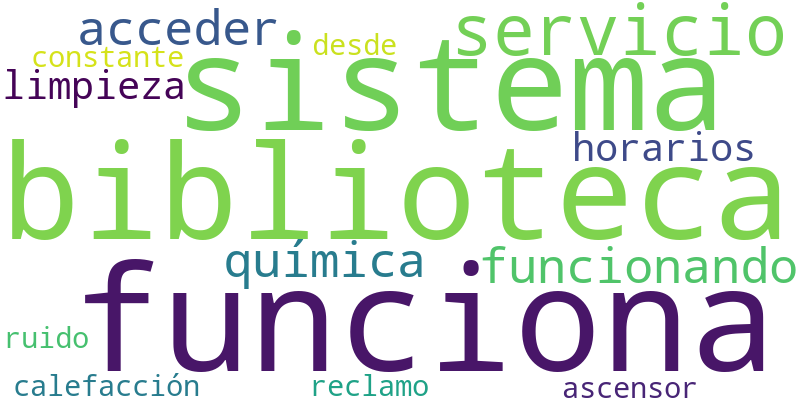 acceder
servicio
constante
desde
sistema
limpieza
horarios
biblioteca
química
funcionando
funciona
ruido
calefacción
reclamo
ascensor